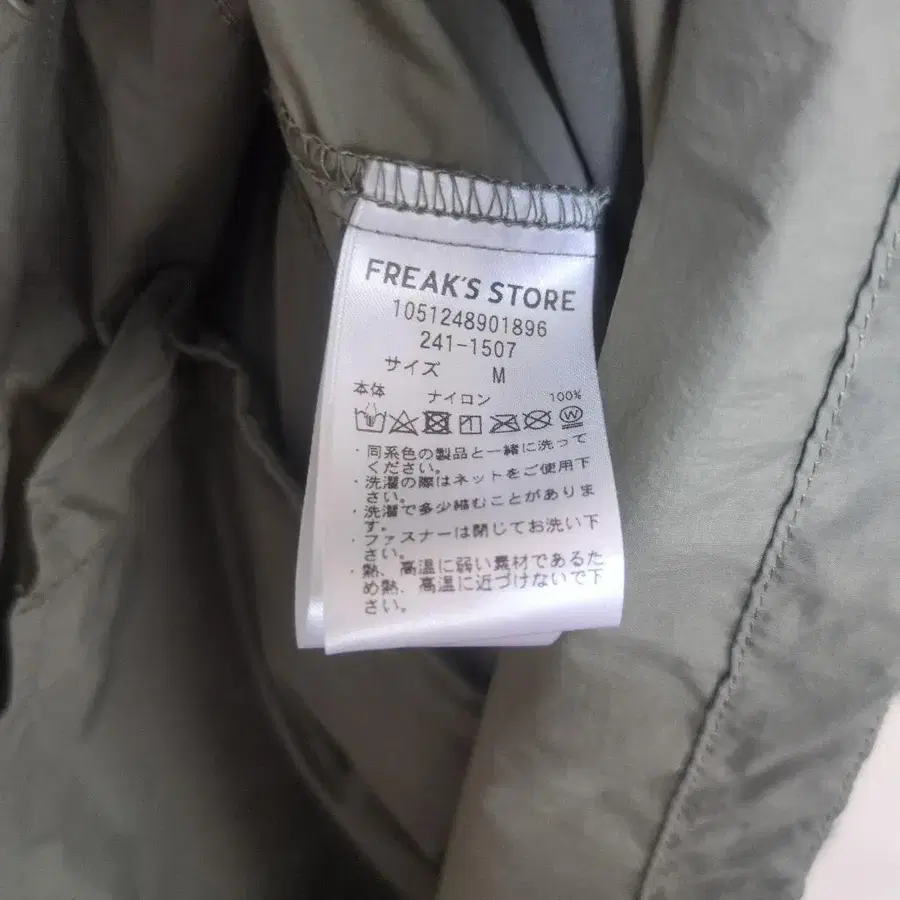 FREAK'S STORE
1051248901896
241-1507
サイズ M
本体 ナイロン 100%
W
・同系色の製品と一緒に洗って
ください。
・洗濯の際はネットをご使用下
さい。
・洗濯で多少縮むことがありま
す。
・ファスナーは閉じてお洗い下
さい。
・熱、高温に弱い素材であるた
め熱、高温に近づけないで下
さい。